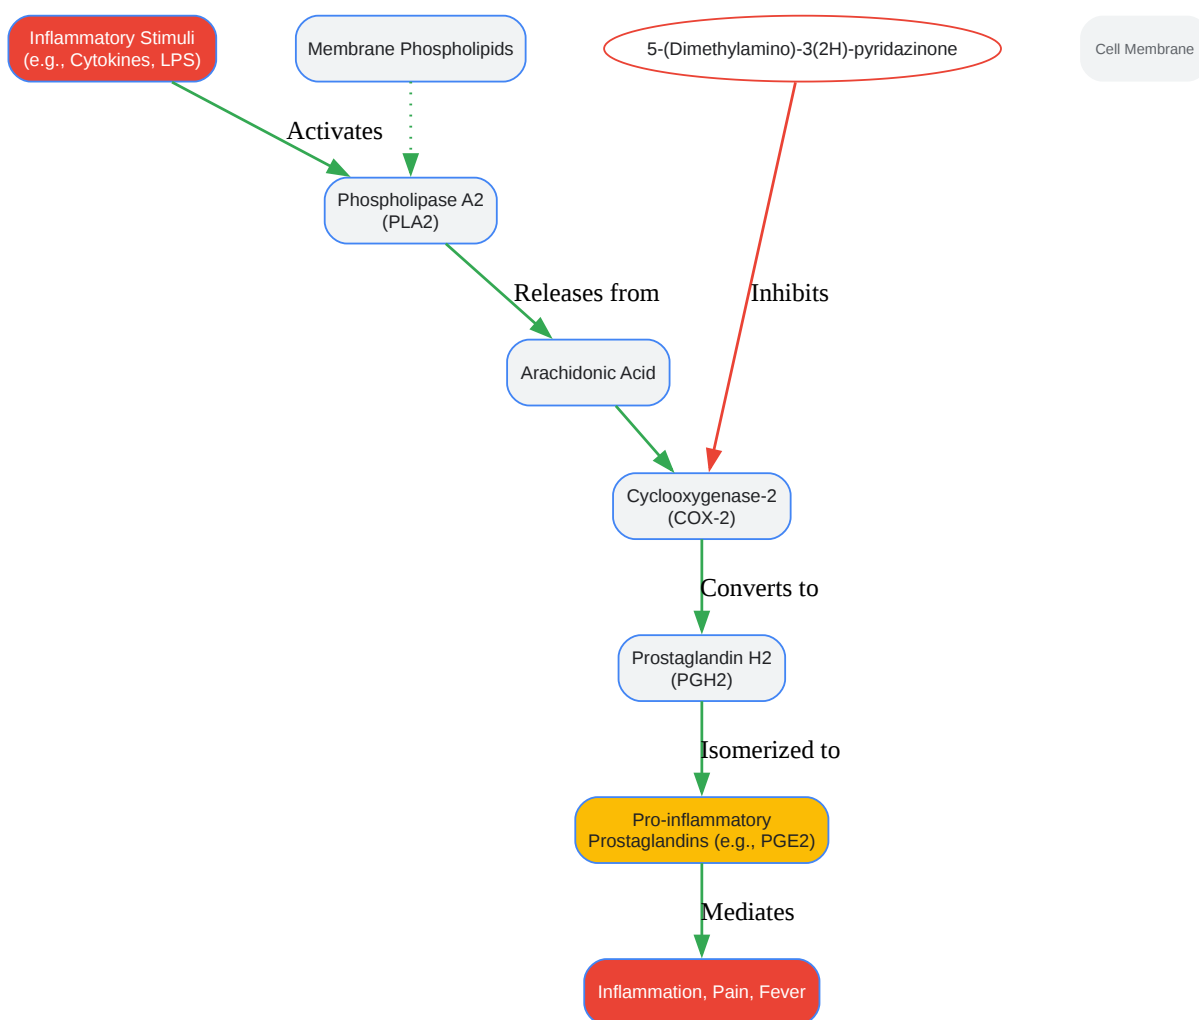 Inflammatory Stimuli
(e.g., Cytokines, LPS)
Membrane Phospholipids
5-(Dimethylamino)-3(2H)-pyridazinone
Cell Membrane
Activates
Phospholipase A2
(PLA2)
Releases from
Inhibits
Arachidonic Acid
Cyclooxygenase-2
(COX-2)
Converts to
Prostaglandin H2
(PGH2)
Isomerized to
Pro-inflammatory
Prostaglandins (e.g., PGE2)
Mediates
Inflammation, Pain, Fever